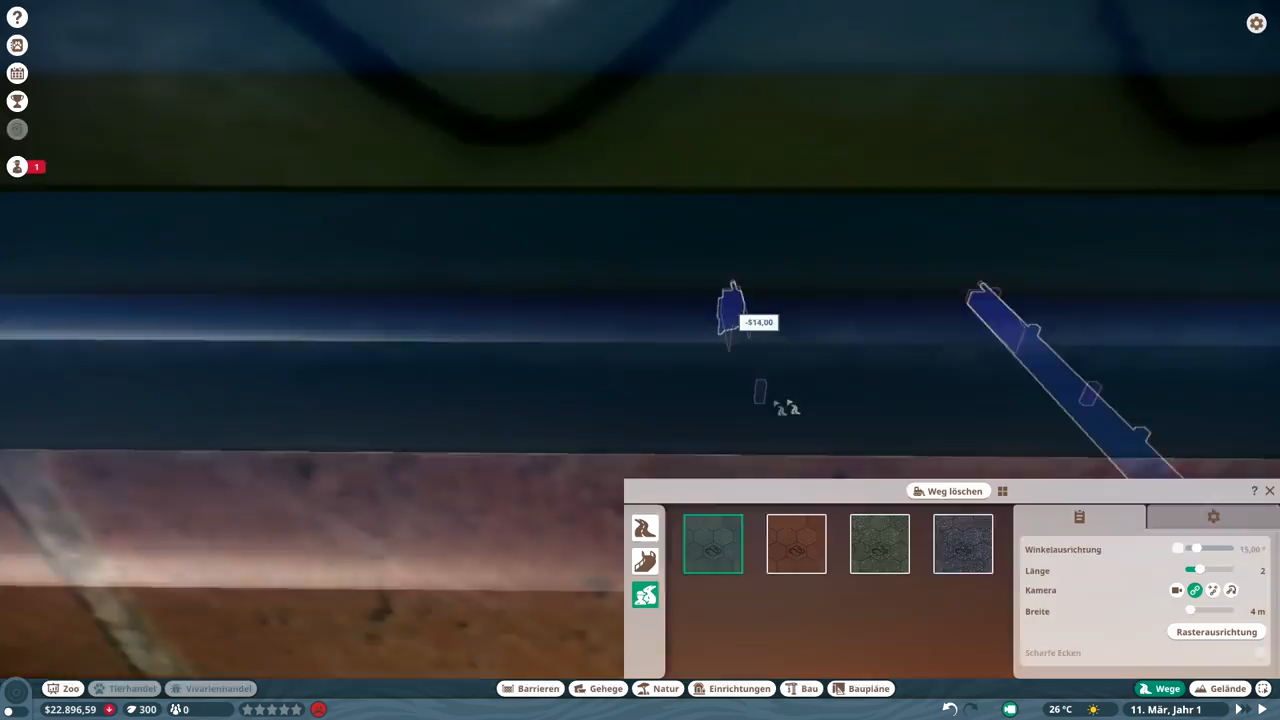 ?
1
-$14,00
Weg löschen
?
Winkelausrichtung 15,00°
Länge 2
Kamera
Breite 4 m
Rasterausrichtung
Scharfe Ecken
Zoo Tierhandel Vivariennandel Barrieren Gehege Natur Einrichtungen Bau Baupläne Wege Gelände
$22.896,59 300 0 26 °C 11. Mär, Jahr 1